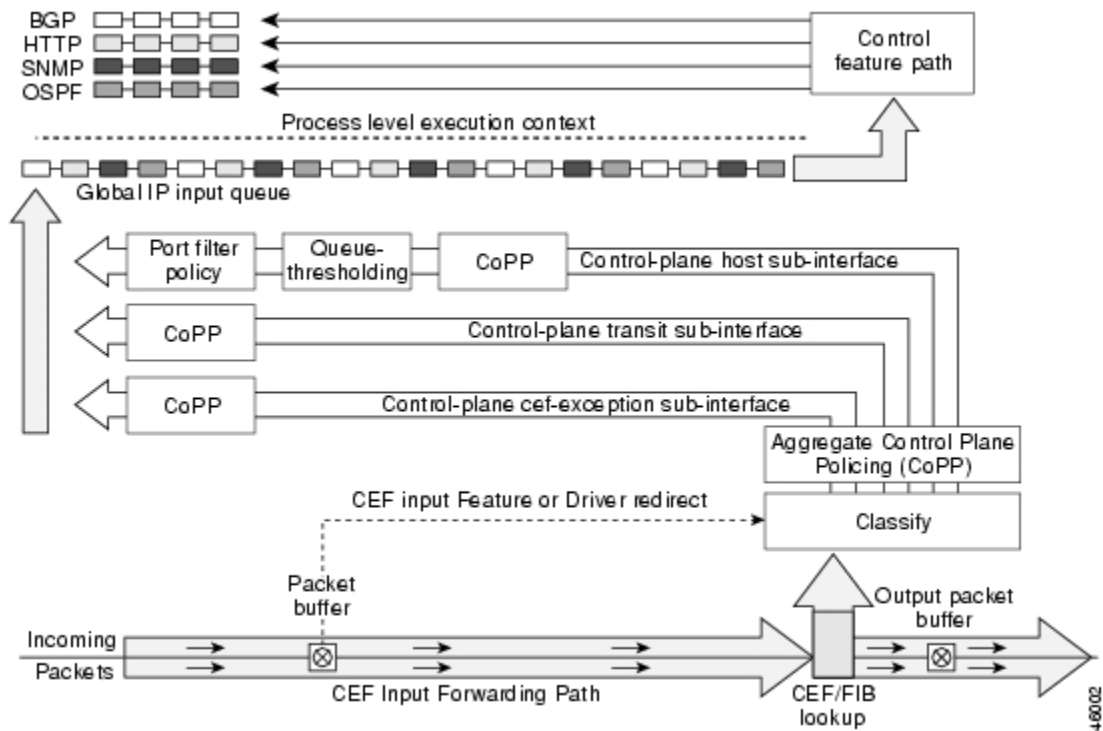 BGP
HTTP
SNMP
OSPF
Control
feature path
Process level execution context
Global IP input queue
Port filter
policy
Queue-
thresholding
CoPP
Control-plane host sub-interface
CoPP
Control-plane transit sub-interface
CoPP
Control-plane cef-exception sub-interface
Aggregate Control Plane
Policing (CoPP)
CEF input Feature or Driver redirect
Classify
Packet
buffer
Output packet
buffer
Incoming
Packets
CEF Input Forwarding Path
CEF/FIB
lookup
46002